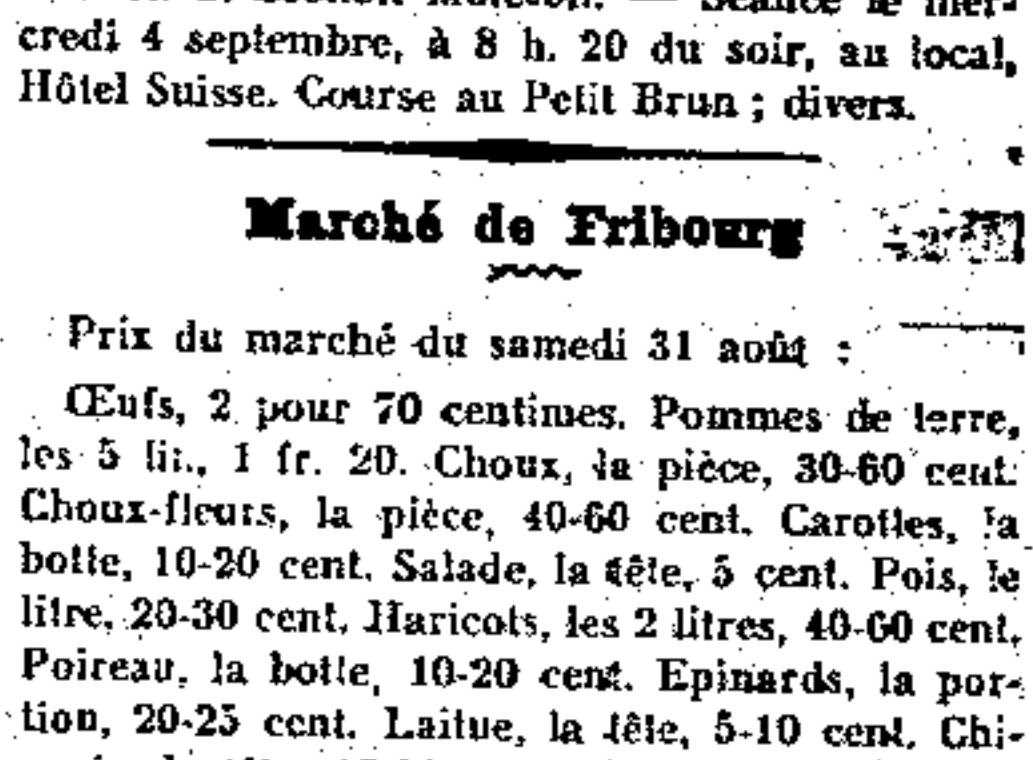 Séance le mer-
credi 4 septembre, à 8 h. 20 du soir, au local,
Hôtel Suisse. Course au Petit Brun ; divers.
Marché de Fribourg
Prix du marché du samedi 31 août :
Œufs, 2 pour 70 centimes. Pommes de terre,
les 5 lit., 1 fr. 20. Choux, la pièce, 30-60 cent.
Choux-fleurs, la pièce, 40-60 cent. Carottes, la
botte, 10-20 cent. Salade, la tête, 5 cent. Pois, le
litre, 20-30 cent. Haricots, les 2 litres, 40-60 cent.
Poireau, la botte, 10-20 cent. Epinards, la por-
tion, 20-25 cent. Laitue, la tête, 5-10 cent. Chi-